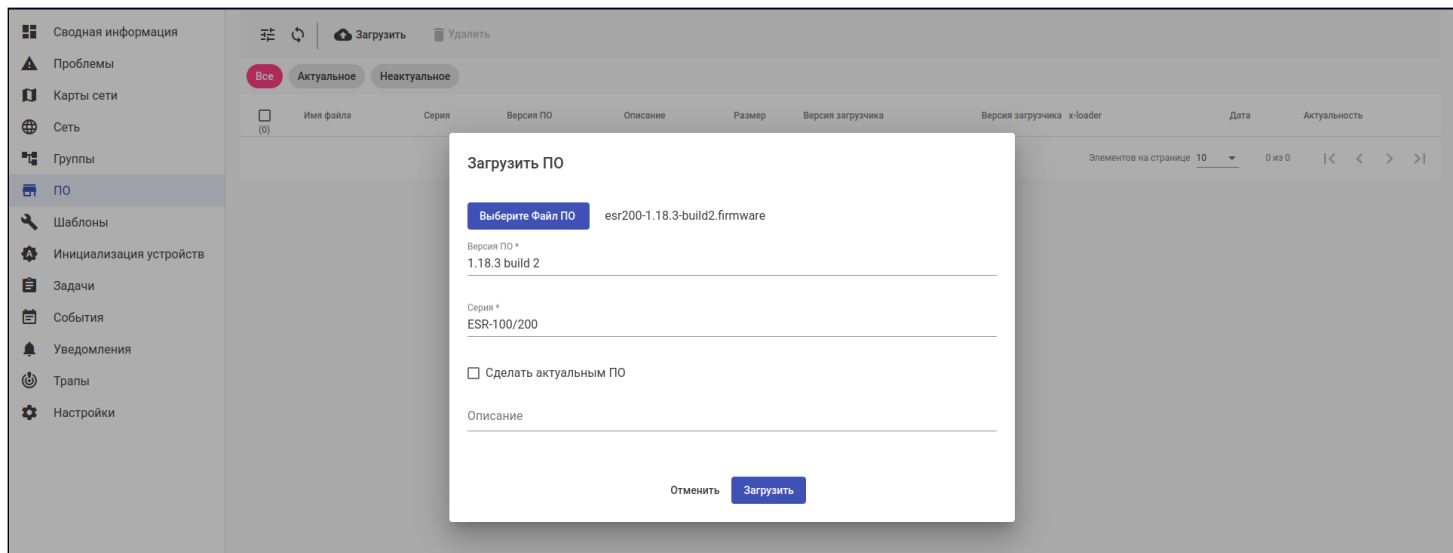 Сводная информация
Проблемы
Карты сети
Сеть
Группы
ПО
Шаблоны
Инициализация устройств
Задачи
События
Уведомления
Трапы
Настройки
Загрузить Удалить
Все Актуальное Неактуальное
Имя файла Серия Версия ПО Описание Размер Версия загрузчика Версия загрузчика x-loader Дата Актуальность
(0)
Элементов на странице 10 0 из 0
Загрузить ПО
Выберите Файл ПО esr200-1.18.3-build2.firmware
Версия ПО *
1.18.3 build 2
Серия *
ESR-100/200
Сделать актуальным ПО
Описание
Отменить Загрузить